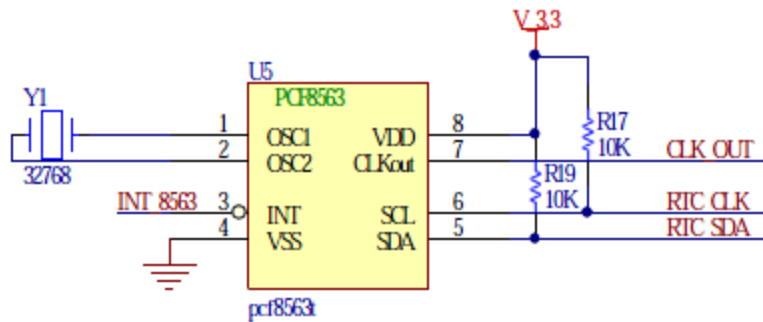 V 3.3
U5
PCF8563
Y1
32768
1 OSC1
2 OSC2
INT 8563 3 INT
4 VSS
VDD 8
CLKout 7
SCL 6
SDA 5
R17
10K
R19
10K
CLK OUT
RTC CLK
RTC SDA
pcf8563t